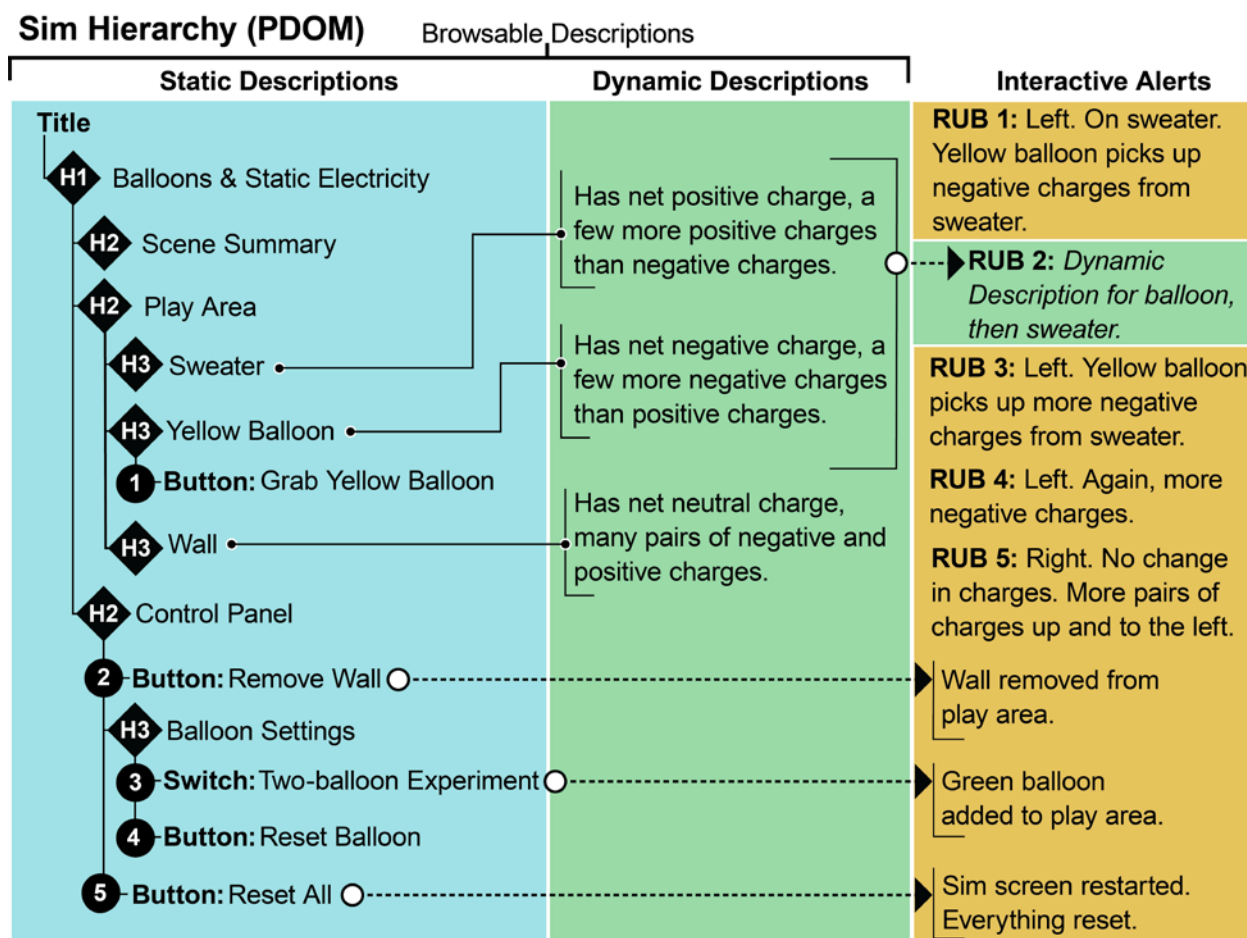 Sim Hierarchy (PDOM)
Browsable Descriptions
Static Descriptions
Dynamic Descriptions
Interactive Alerts
Title
H1 Balloons & Static Electricity
H2 Scene Summary
H2 Play Area
H3 Sweater
H3 Yellow Balloon
1 Button: Grab Yellow Balloon
H3 Wall
H2 Control Panel
2 Button: Remove Wall
H3 Balloon Settings
3 Switch: Two-balloon Experiment
4 Button: Reset Balloon
5 Button: Reset All
Has net positive charge, a
few more positive charges
than negative charges.
Has net negative charge, a
few more negative charges
than positive charges.
Has net neutral charge,
many pairs of negative and
positive charges.
RUB 1: Left. On sweater.
Yellow balloon picks up
negative charges from
sweater.
RUB 2: Dynamic
Description for balloon,
then sweater.
RUB 3: Left. Yellow balloon
picks up more negative
charges from sweater.
RUB 4: Left. Again, more
negative charges.
RUB 5: Right. No change
in charges. More pairs of
charges up and to the left.
Wall removed from
play area.
Green balloon
added to play area.
Sim screen restarted.
Everything reset.